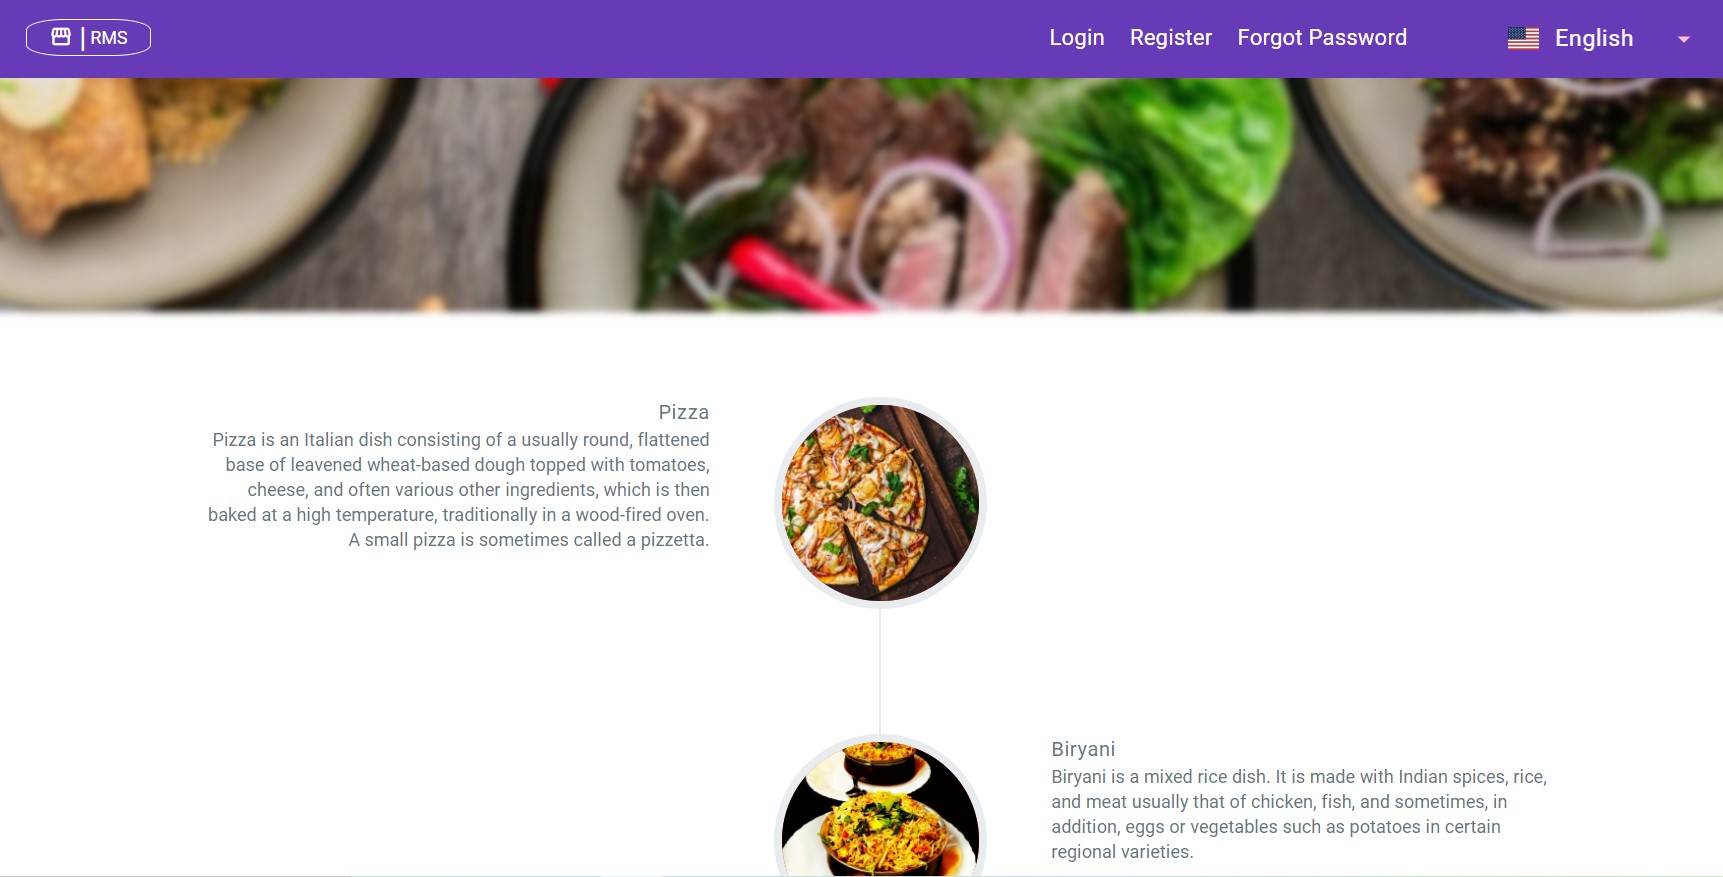 RMS
Login Register Forgot Password English
Pizza
Pizza is an Italian dish consisting of a usually round, flattened
base of leavened wheat-based dough topped with tomatoes,
cheese, and often various other ingredients, which is then
baked at a high temperature, traditionally in a wood-fired oven.
A small pizza is sometimes called a pizzetta.
Biryani
Biryani is a mixed rice dish. It is made with Indian spices, rice,
and meat usually that of chicken, fish, and sometimes, in
addition, eggs or vegetables such as potatoes in certain
regional varieties.